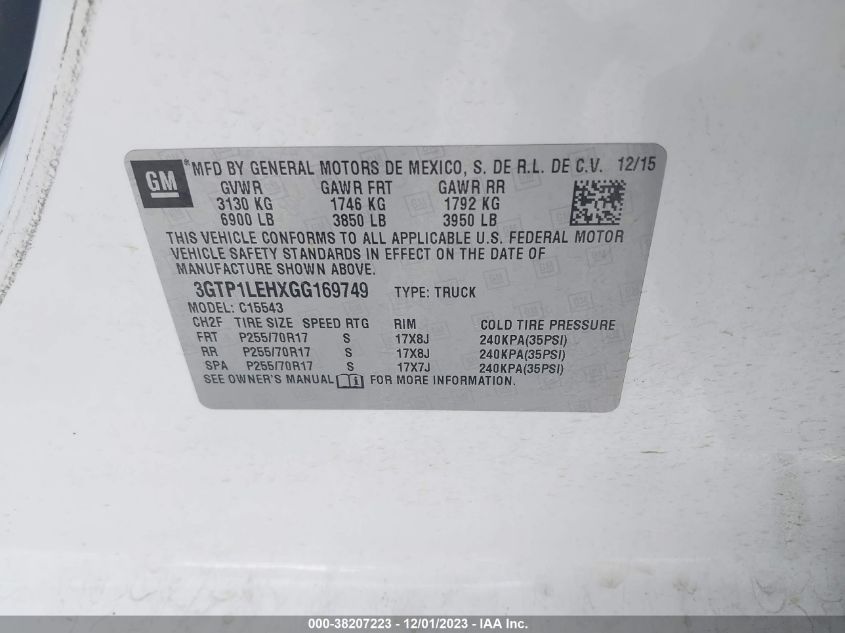 GM
MFD BY GENERAL MOTORS DE MEXICO, S. DE R.L. DE C.V. 12/15
GVWR GAWR FRT GAWR RR
3130 KG 1746 KG 1792 KG
6900 LB 3850 LB 3950 LB
THIS VEHICLE CONFORMS TO ALL APPLICABLE U.S. FEDERAL MOTOR
VEHICLE SAFETY STANDARDS IN EFFECT ON THE DATE OF
MANUFACTURE SHOWN ABOVE.
3GTP1LEHXGG169749 TYPE: TRUCK
MODEL: C15543
CH2F TIRE SIZE SPEED RTG RIM COLD TIRE PRESSURE
FRT P255/70R17 S 17X8J 240KPA(35PSI)
RR P255/70R17 S 17X8J 240KPA(35PSI)
SPA P255/70R17 S 17X7J 240KPA(35PSI)
SEE OWNER'S MANUAL FOR MORE INFORMATION.
000-38207223 - 12/01/2023 - IAA Inc.